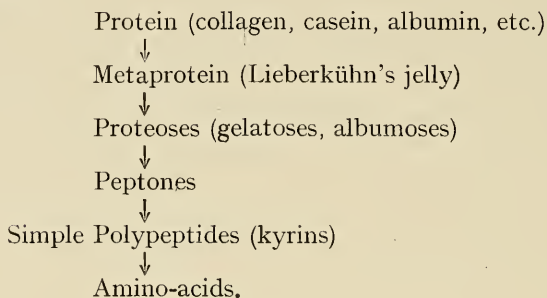 Protein (collagen, casein, albumin, etc.)
↓
Metaprotein (Lieberkühn's jelly)
↓
Proteoses (gelatoses, albumoses)
↓
Peptones
↓
Simple Polypeptides (kyrins)
↓
Amino-acids.